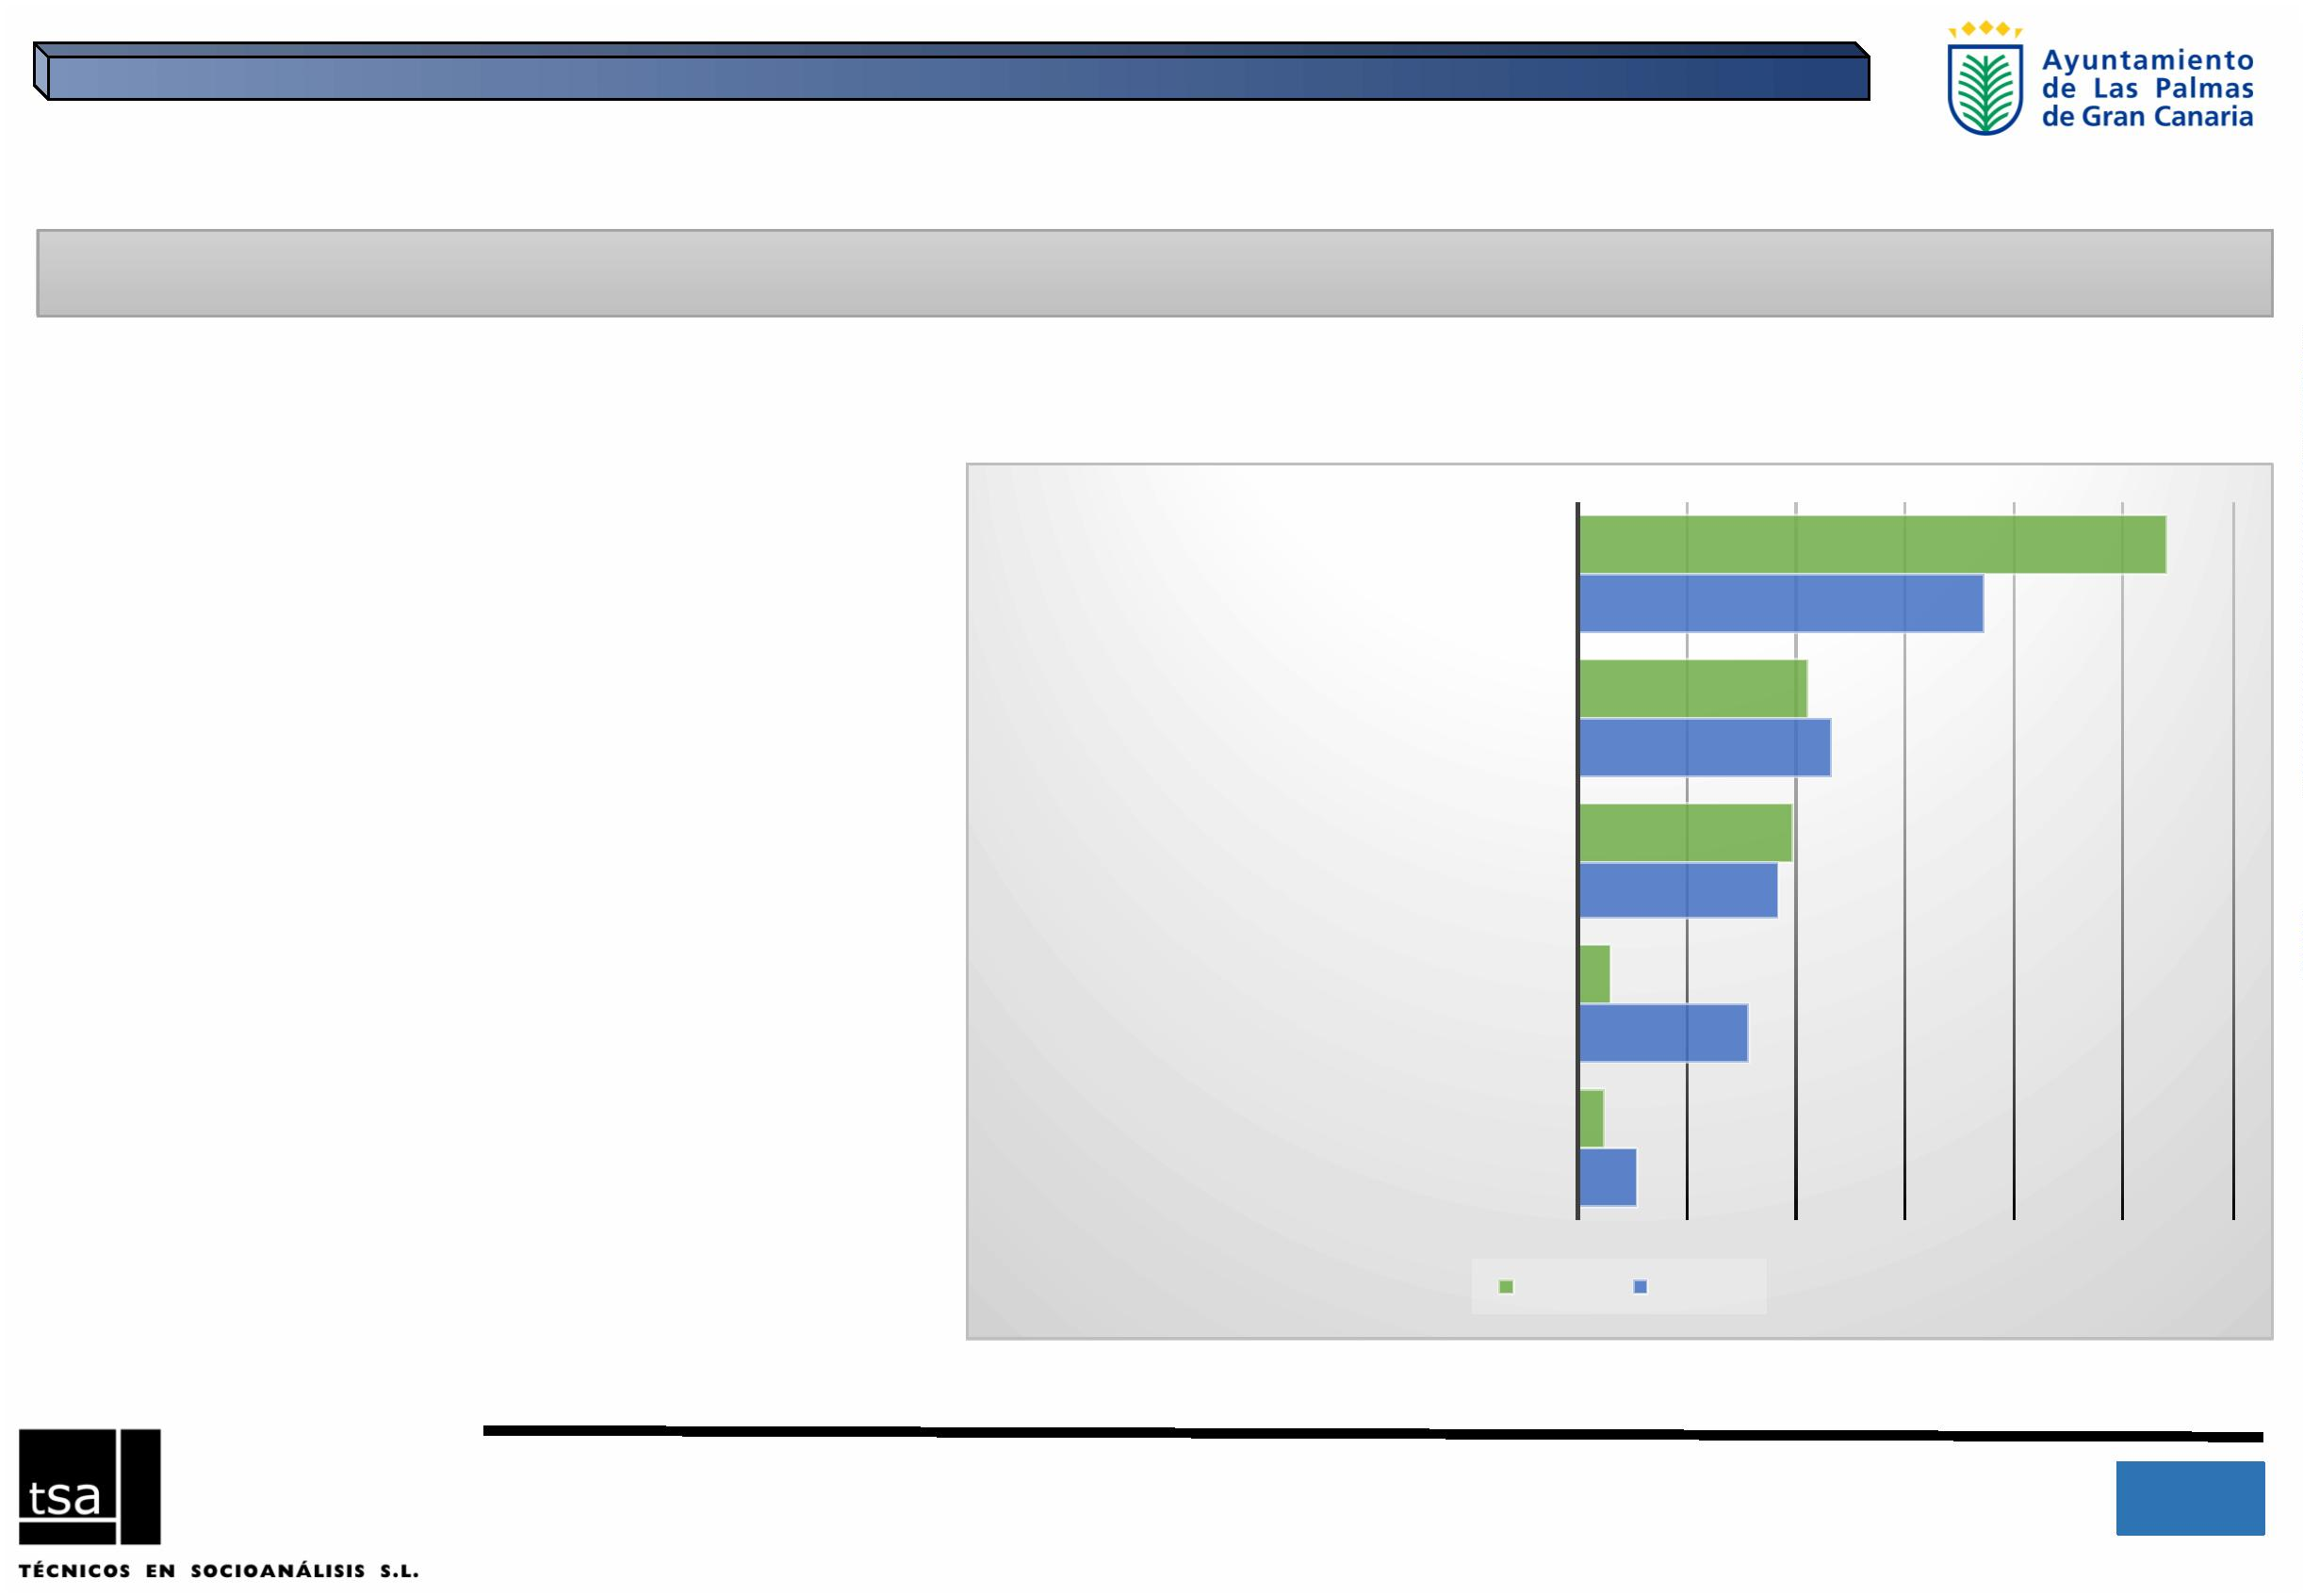 Ayuntamiento
de Las Palmas
de Gran Canaria
tsa
TÉCNICOS EN SOCIOANÁLISIS S.L.